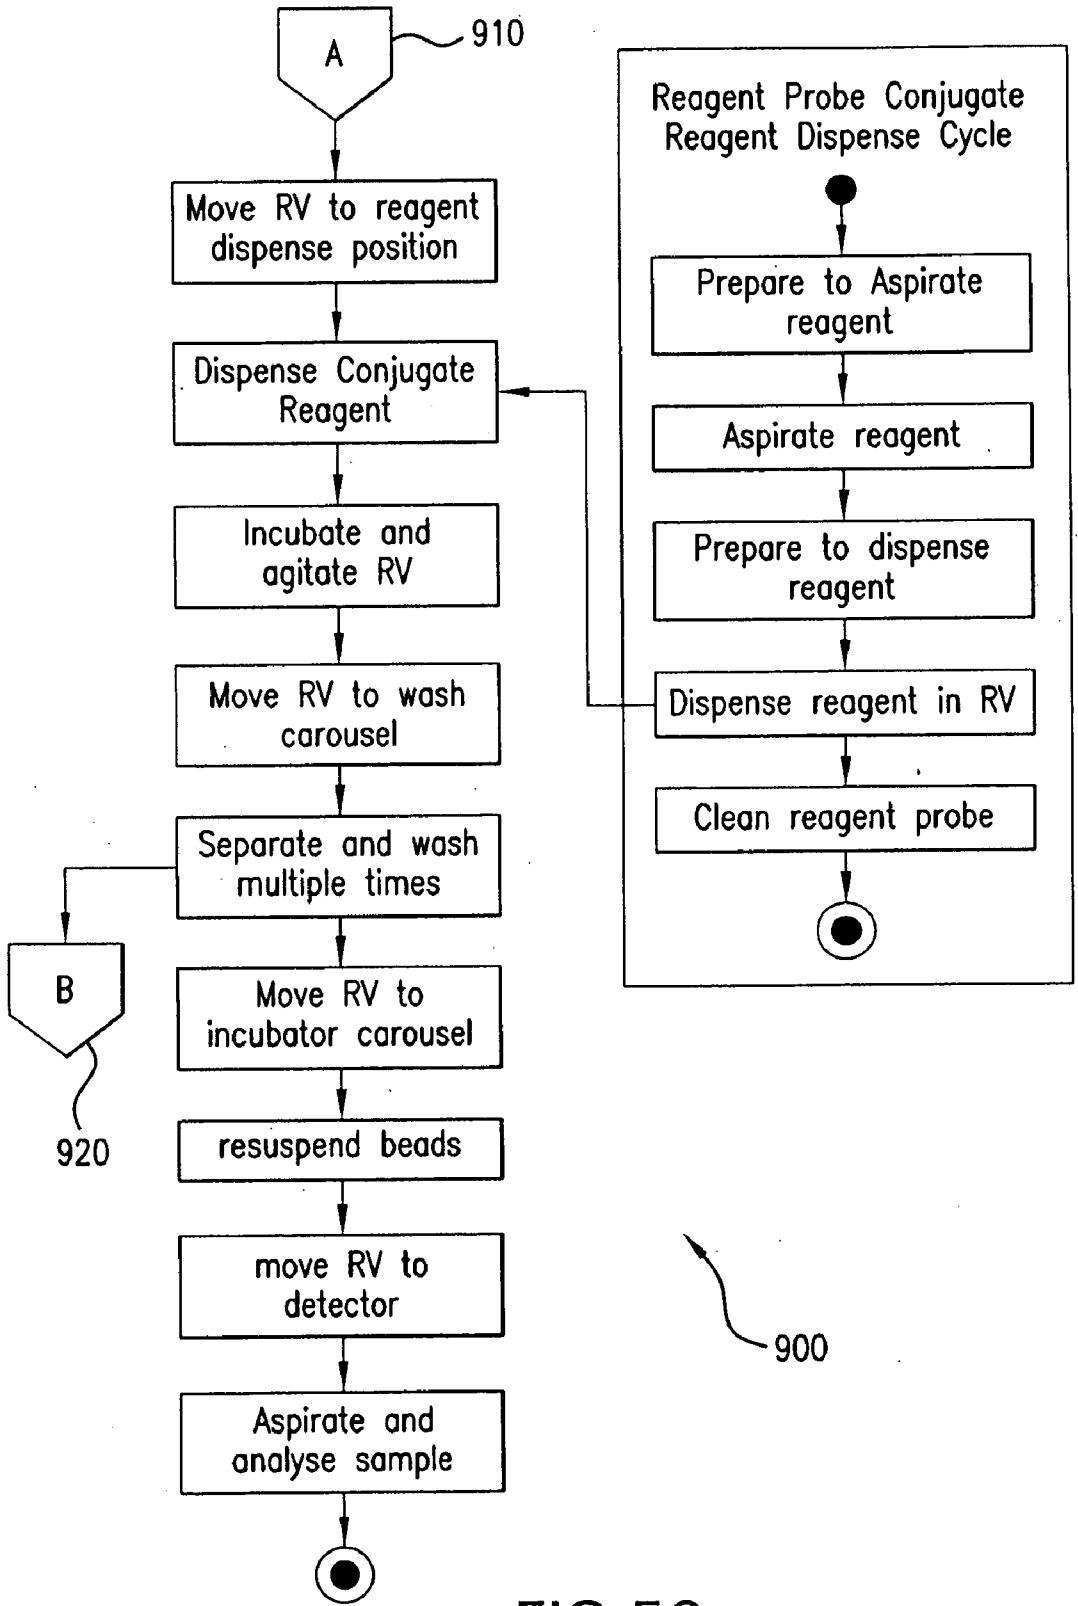 A
910
Move RV to reagent
dispense position
Dispense Conjugate
Reagent
Incubate and
agitate RV
Move RV to wash
carousel
Separate and wash
multiple times
B
920
Move RV to
incubator carousel
resuspend beads
move RV to
detector
Aspirate and
analyse sample
Reagent Probe Conjugate
Reagent Dispense Cycle
Prepare to Aspirate
reagent
Aspirate reagent
Prepare to dispense
reagent
Dispense reagent in RV
Clean reagent probe
900